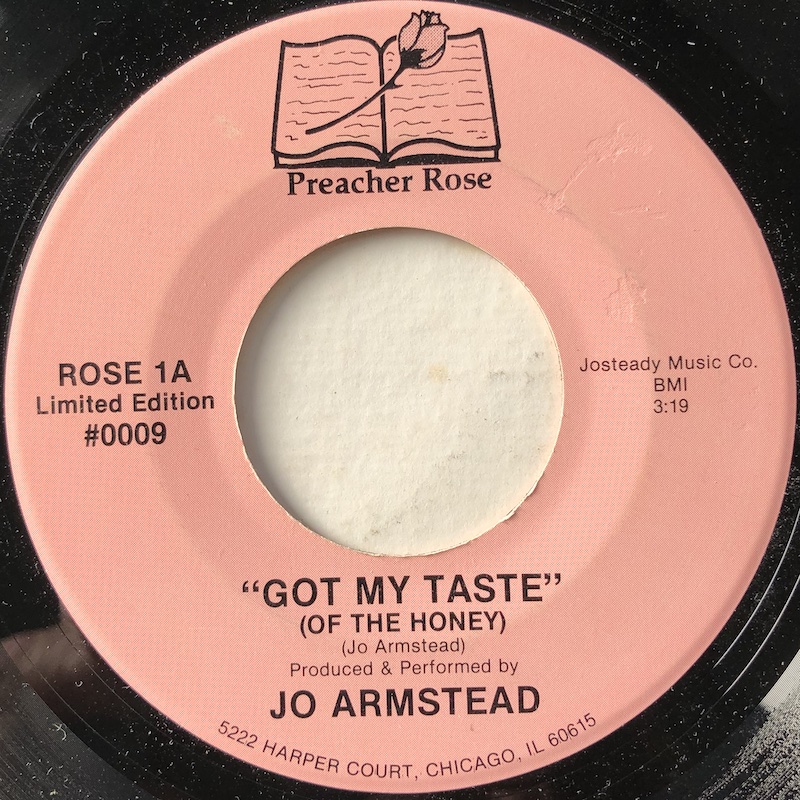 Preacher Rose
ROSE 1A
Limited Edition
#0009
Josteady Music Co.
BMI
3:19
“GOT MY TASTE”
(OF THE HONEY)
(Jo Armstead)
Produced & Performed by
JO ARMSTEAD
5222 HARPER COURT, CHICAGO, IL 60615